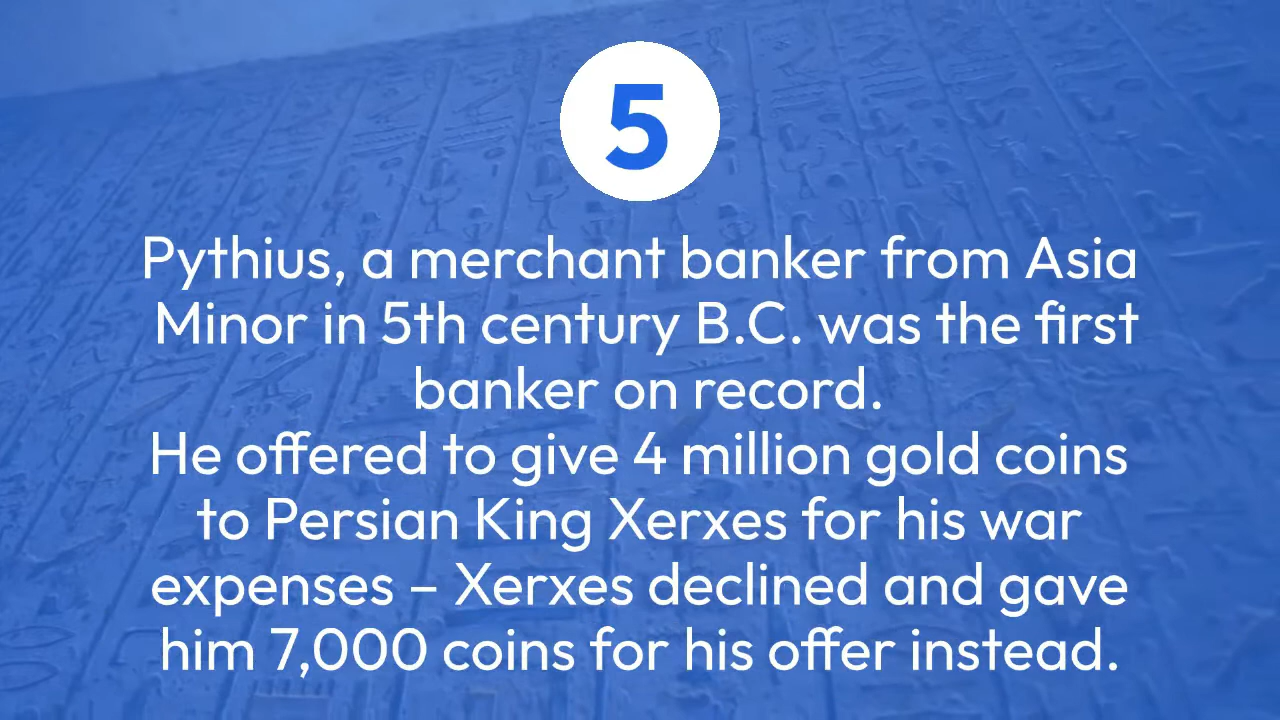 5
Pythius, a merchant banker from Asia
Minor in 5th century B.C. was the first
banker on record.
He offered to give 4 million gold coins
to Persian King Xerxes for his war
expenses – Xerxes declined and gave
him 7,000 coins for his offer instead.